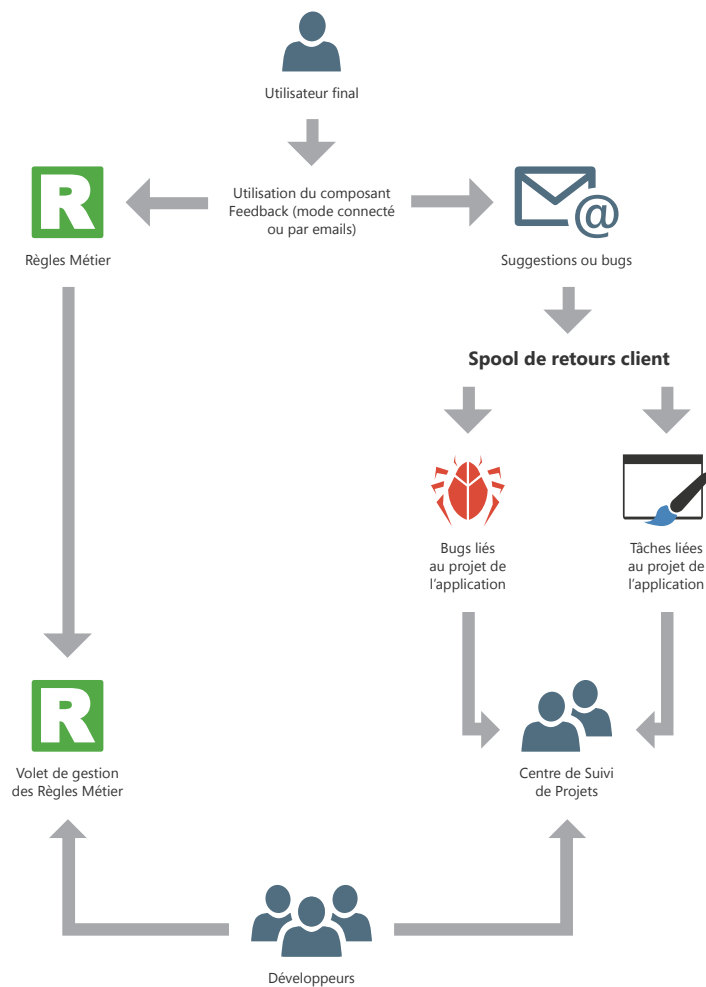 Utilisateur final
Utilisation du composant
Feedback (mode connecté
ou par emails)
R
Règles Métier
@
Suggestions ou bugs
Spool de retours client
Bugs liés
au projet de
l'application
Tâches liées
au projet de
l'application
R
Volet de gestion
des Règles Métier
Centre de Suivi
de Projets
Développeurs